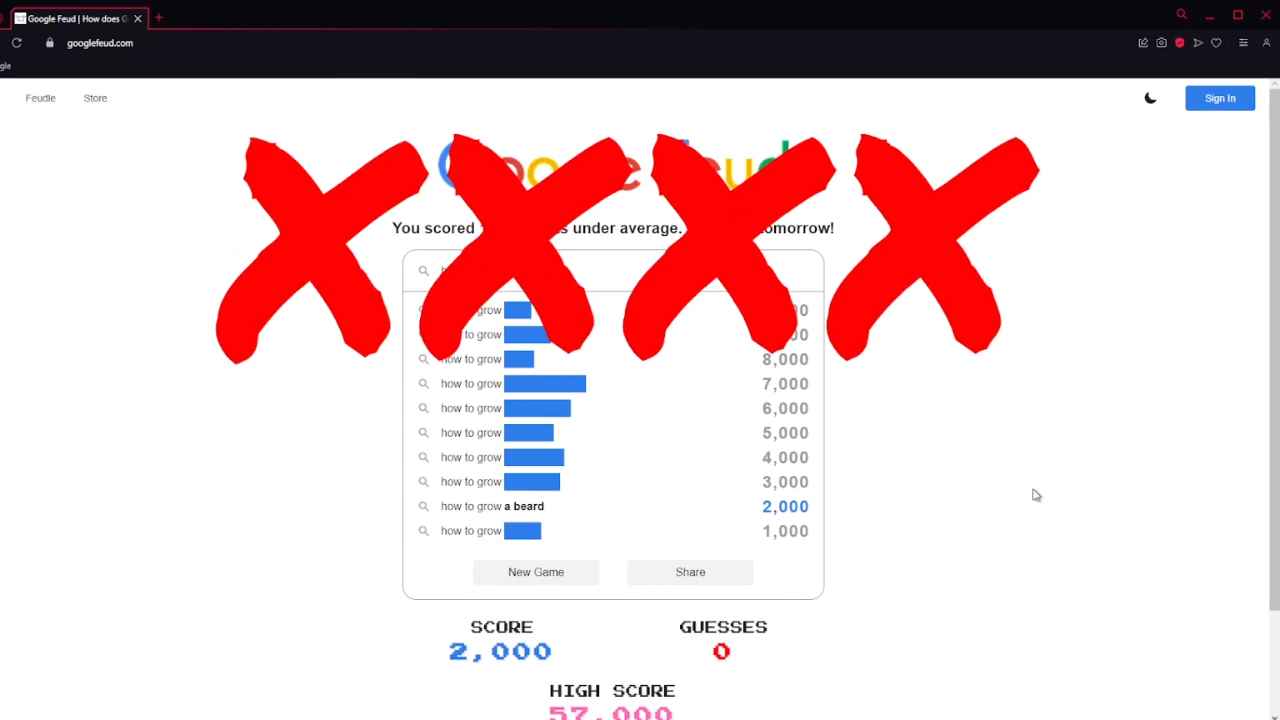 Google Feud | How does G
googlefeud.com
gle
Feudle
Store
Sign In
You scored under average. tomorrow!
grow
to grow
how to grow 8,000
how to grow 7,000
how to grow 6,000
how to grow 5,000
how to grow 4,000
how to grow 3,000
how to grow a beard 2,000
how to grow 1,000
New Game
Share
SCORE
GUESSES
2,000
0
HIGH SCORE
57,000